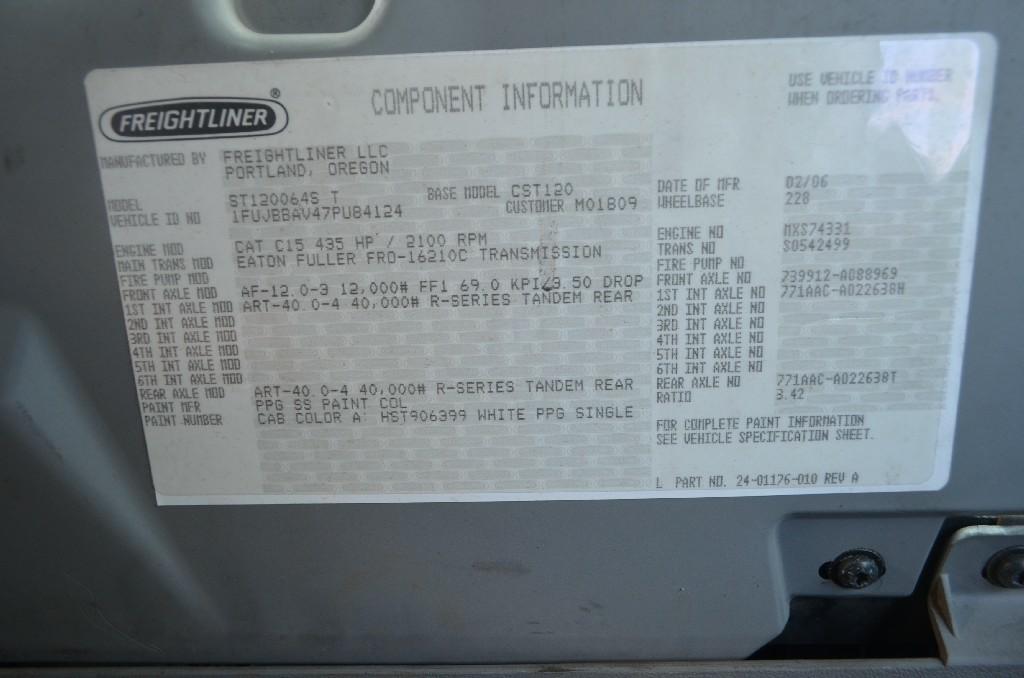 FREIGHTLINER ®
COMPONENT INFORMATION
USE VEHICLE ID NUMBER
WHEN ORDERING PARTS.
MANUFACTURED BY FREIGHTLINER LLC
PORTLAND, OREGON
MODEL ST120064S T BASE MODEL CST120
VEHICLE ID NO 1FUJBBAV47PU84124 CUSTOMER M01809
DATE OF MFR 02/06
WHEELBASE 228
ENGINE MOD CAT C15 435 HP / 2100 RPM
MAIN TRANS MOD EATON FULLER FRO-16210C TRANSMISSION
FIRE PUMP MOD
FRONT AXLE MOD AF-12.0-3 12,000# FF1 69.0 KPI/3.50 DROP
1ST INT AXLE MOD ART-40.0-4 40,000# R-SERIES TANDEM REAR
2ND INT AXLE MOD
3RD INT AXLE MOD
4TH INT AXLE MOD
5TH INT AXLE MOD
6TH INT AXLE MOD
REAR AXLE MOD ART-40.0-4 40,000# R-SERIES TANDEM REAR
PAINT MFR PPG SS PAINT COL
PAINT NUMBER CAB COLOR A: HST906399 WHITE PPG SINGLE
ENGINE NO MXS74331
TRANS NO S0542499
FIRE PUMP NO
FRONT AXLE NO 739912-A088969
1ST INT AXLE NO 771AAC-A022638H
2ND INT AXLE NO
3RD INT AXLE NO
4TH INT AXLE NO
5TH INT AXLE NO
6TH INT AXLE NO
REAR AXLE NO 771AAC-A022638T
RATIO 3.42
FOR COMPLETE PAINT INFORMATION
SEE VEHICLE SPECIFICATION SHEET.
L PART NO. 24-01176-010 REV A